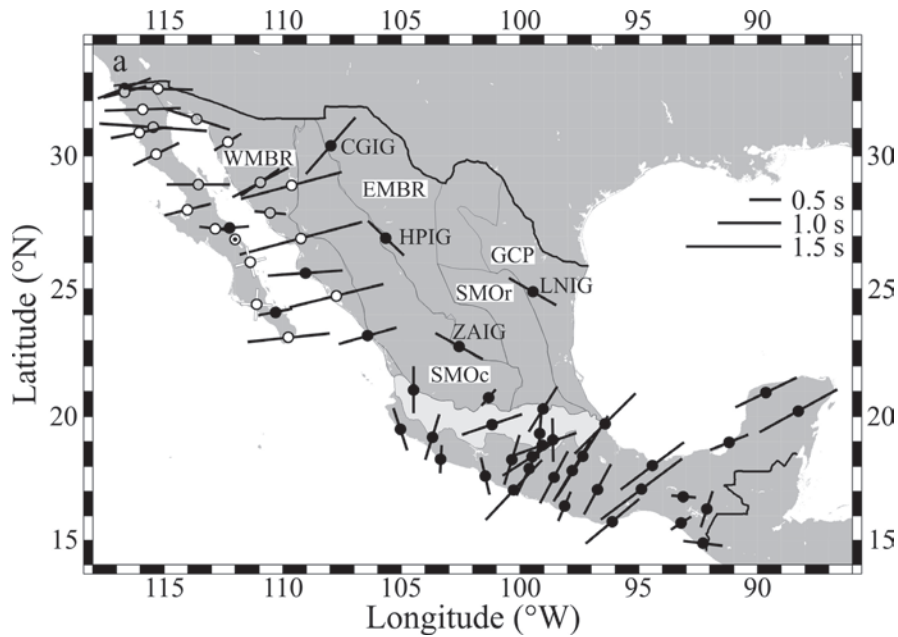 115 110 105 100 95 90
a
30 30
25 25
20 20
15 15
CGIG
WMBR
EMBR
HPIG
GCP
LNIG
SMOr
ZAIG
SMOc
0.5 s
1.0 s
1.5 s
115 110 105 100 95 90
Latitude (°N)
Longitude (°W)